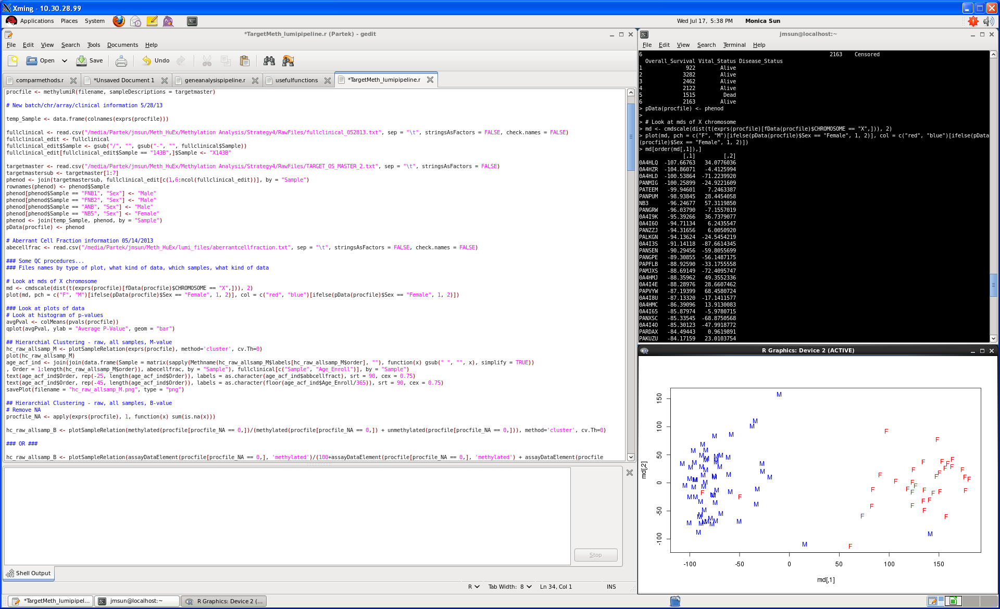 Xming - 10.30.28.99
Applications Places System
Wed Jul 17, 5:38 PM Monica Sun
*TargetMeth_lumipipeline.r (Partek) - gedit
File Edit View Search Tools Documents Help
Open Save Undo
comparmethods.r *Unsaved Document 1 geneanalysispipeline.r usefulfunctions *TargetMeth_lumipipeline.r
procfile <- methylumiR(filename, sampleDescriptions = targetmaster)
# New batch/chr/array/clinical information 5/28/13
temp_Sample <- data.frame(colnames(exprs(procfile)))
fullclinical <- read.csv("/media/Partek/jmsun/Meth_HuEx/Methylation Analysis/Strategy4/RawFiles/fullclinical_052813.txt", sep = "\t", stringsAsFactors = FALSE, check.names = FALSE)
fullclinical_edit <- fullclinical
fullclinical_edit$Sample <- gsub("/", "", gsub("-", "", fullclinical$Sample))
fullclinical_edit[fullclinical_edit$Sample == "143B",]$Sample <- "X143B"
targetmaster <- read.csv("/media/Partek/jmsun/Meth_HuEx/Methylation Analysis/Strategy4/RawFiles/TARGET_OS_MASTER_2.txt", sep = "\t", stringsAsFactors = FALSE)
targetmastersub <- targetmaster[1:7]
phenod <- join(targetmastersub, fullclinical_edit[c(1,6:ncol(fullclinical_edit))], by = "Sample")
rownames(phenod) <- phenod$Sample
phenod[phenod$Sample == "FNB1", "Sex"] <- "Male"
phenod[phenod$Sample == "FNB2", "Sex"] <- "Male"
phenod[phenod$Sample == "ANB", "Sex"] <- "Male"
phenod[phenod$Sample == "NB5", "Sex"] <- "Female"
phenod <- join(temp_Sample, phenod, by = "Sample")
pData(procfile) <- phenod
# Aberrant Cell Fraction information 05/14/2013
abecellfrac <- read.csv("/media/Partek/jmsun/Meth_HuEx/lumi_files/aberrantcellfraction.txt", sep = "\t", stringsAsFactors = FALSE, check.names = FALSE)
### Some QC procedures...
### Files names by type of plot, what kind of data, which samples, what kind of data
# Look at mds of X chromosome
md <- cmdscale(dist(t(exprs(procfile)[fData(procfile)$CHROMOSOME == "X",])), 2)
plot(md, pch = c("F", "M")[ifelse(pData(procfile)$Sex == "Female", 1, 2)], col = c("red", "blue")[ifelse(pData(procfile)$Sex == "Female", 1, 2)])
### Look at plots of data
# Look at histogram of p-values
avgPval <- colMeans(pvals(procfile))
qplot(avgPval, ylab = "Average P-Value", geom = "bar")
## Hierarchial Clustering - raw, all samples, M-value
hc_raw_allsamp_M <- plotSampleRelation(exprs(procfile), method='cluster', cv.Th=0)
plot(hc_raw_allsamp_M)
age_acf_ind <- join(join(data.frame(Sample = matrix(sapply(Methname(hc_raw_allsamp_M$labels[hc_raw_allsamp_M$order], ""), function(x) gsub(" ", "", x), simplify = TRUE))
, Order = 1:length(hc_raw_allsamp_M$order)), abecellfrac, by = "Sample"), fullclinical[c("Sample", "Age_Enroll")], by = "Sample")
text(age_acf_ind$Order, rep(-25, length(age_acf_ind$Order)), labels = as.character(age_acf_ind$abbcellfract), srt = 90, cex = 0.75)
text(age_acf_ind$Order, rep(-45, length(age_acf_ind$Order)), labels = as.character(floor(age_acf_ind$Age_Enroll/365)), srt = 90, cex = 0.75)
savePlot(filename = "hc_raw_allsamp_M.png", type = "png")
## Hierarchial Clustering - raw, all samples, B-value
# Remove NA
procfile_NA <- apply(exprs(procfile), 1, function(x) sum(is.na(x)))
hc_raw_allsamp_B <- plotSampleRelation(methylated(procfile[procfile_NA == 0,])/(methylated(procfile[procfile_NA == 0,]) + unmethylated(procfile[procfile_NA == 0,])), method='cluster', cv.Th=0)
### OR ###
hc_raw_allsamp_B <- plotSampleRelation(assayDataElement(procfile[procfile_NA == 0,], 'methylated')/(100+assayDataElement(procfile[procfile_NA == 0,], 'methylated') + assayDataElement(procfile
Stop
Shell Output
R Tab Width: 8 Ln 34, Col 1 INS
jmsun@localhost:~
File Edit View Search Terminal Help
6 2163 Censored
Overall_Survival Vital_Status Disease_Status
1 922 Alive
2 3282 Alive
3 2462 Alive
4 2122 Alive
5 1515 Dead
6 2163 Alive
> pData(procfile) <- phenod
>
> # Look at mds of X chromosome
> md <- cmdscale(dist(t(exprs(procfile)[fData(procfile)$CHROMOSOME == "X",])), 2)
> plot(md, pch = c("F", "M")[ifelse(pData(procfile)$Sex == "Female", 1, 2)], col = c("red", "blue")[ifelse(pData
(procfile)$Sex == "Female", 1, 2)])
> md[order(md[,1]),]
[,1] [,2]
0A4HLQ -107.66763 34.0776036
0A4HZR -104.86071 -4.4125994
0A4HLD -100.53864 -71.2239920
PANMIG -100.25899 -24.9221609
PATEEM -99.94601 7.2463387
PANPUM -98.93845 28.4454058
NB3 -96.24677 57.3119850
PANGRW -96.03790 -7.1557019
0A4I9K -95.39266 36.7379077
0A4I6O -94.71134 6.2435547
PANZZJ -94.31656 6.0050920
PALKGN -94.13624 -24.5454219
0A4I3S -91.14118 -87.6614345
PANSEN -90.29456 -59.8055699
PANGPE -89.30855 -56.1487175
PAPFLB -88.92590 -33.1755558
PAMJXS -88.69149 -72.4095747
0A4HMJ -88.35962 49.3552336
0A4I4E -88.28976 28.6607462
PAPVYW -87.19399 68.4580724
0A4I8U -87.13320 -17.1411577
0A4HMC -86.39096 13.9130083
0A4I65 -85.87974 -5.9780715
PANXSC -85.33545 -68.8750568
0A4I4O -85.30123 -47.9918772
PARDAX -84.49443 0.9619891
PAKUZU -84.17159 23.0103754
R Graphics: Device 2 (ACTIVE)
md[,2]
150
100
50
0
-50
-100
-100 -50 0 50 100 150
md[,1]
*TargetMeth_lumipipel... jmsun@localhost:~ R Graphics: Device 2 (...